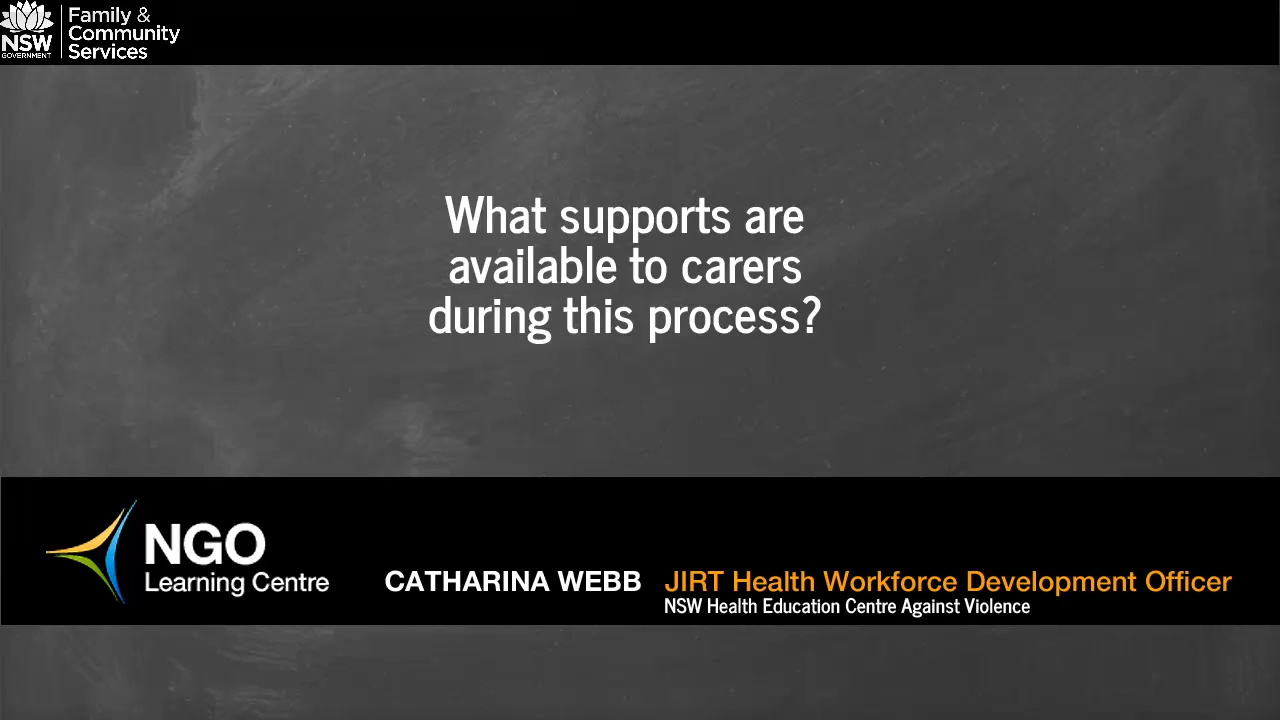 NSW
GOVERNMENT
Family &
Community
Services
What supports are
available to carers
during this process?
NGO
Learning Centre
CATHARINA WEBB JIRT Health Workforce Development Officer
NSW Health Education Centre Against Violence